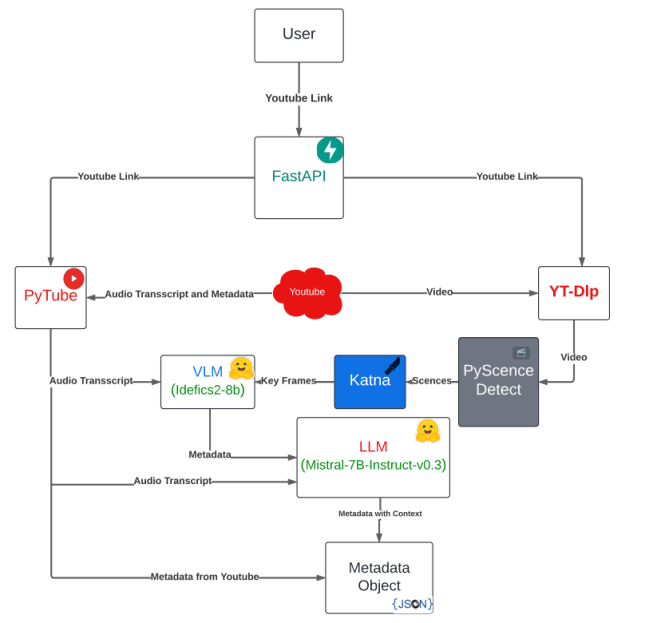 User
Youtube Link
FastAPI
Youtube Link
Youtube Link
PyTube
Audio Transscript and Metadata
Youtube
Video
YT-Dlp
Video
Audio Transscript
VLM
(Idefics2-8b)
Key Frames
Katna
Scences
PyScence
Detect
Metadata
LLM
(Mistral-7B-Instruct-v0.3)
Audio Transcript
Metadata with Context
Metadata from Youtube
Metadata
Object
{JSON}